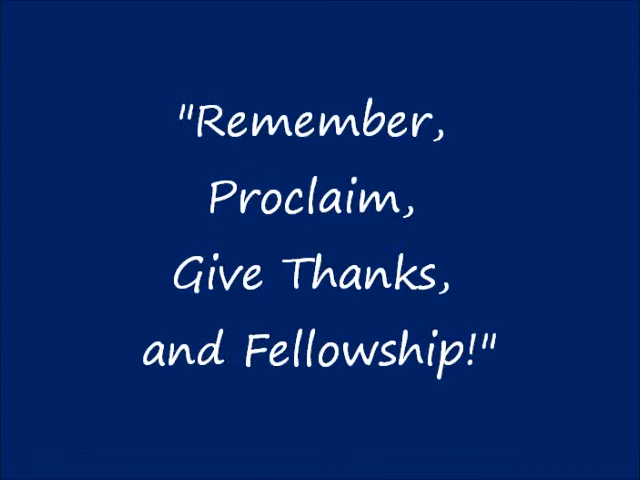 "Remember,
Proclaim,
Give Thanks,
and Fellowship!"